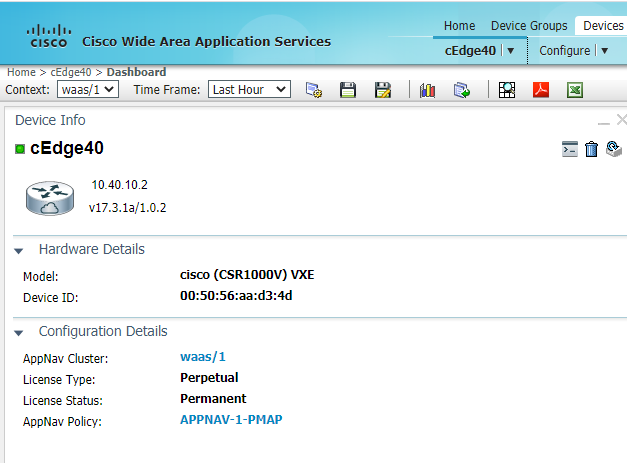 Home Device Groups Devices
CISCO Cisco Wide Area Application Services
cEdge40 Configure
Home > cEdge40 > Dashboard
Context: waas/1 Time Frame: Last Hour
Device Info
cEdge40
10.40.10.2
v17.3.1a/1.0.2
Hardware Details
Model: cisco (CSR1000V) VXE
Device ID: 00:50:56:aa:d3:4d
Configuration Details
AppNav Cluster: waas/1
License Type: Perpetual
License Status: Permanent
AppNav Policy: APPNAV-1-PMAP